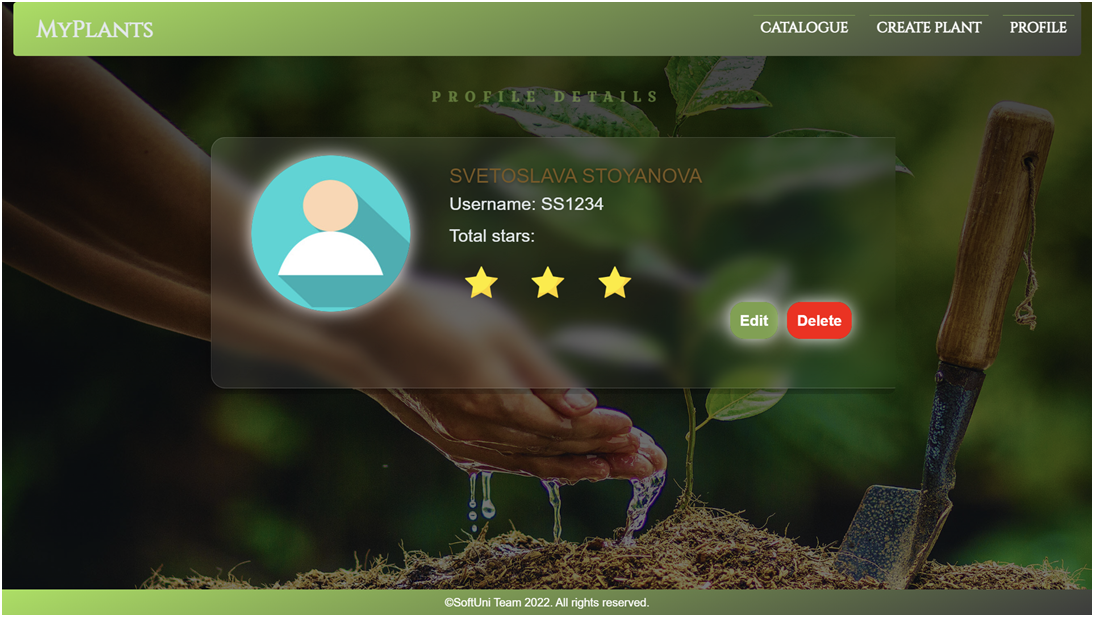 MyPlants
CATALOGUE CREATE PLANT PROFILE
PROFILE DETAILS
SVETOSLAVA STOYANOVA
Username: SS1234
Total stars:
Edit Delete
©SoftUni Team 2022. All rights reserved.